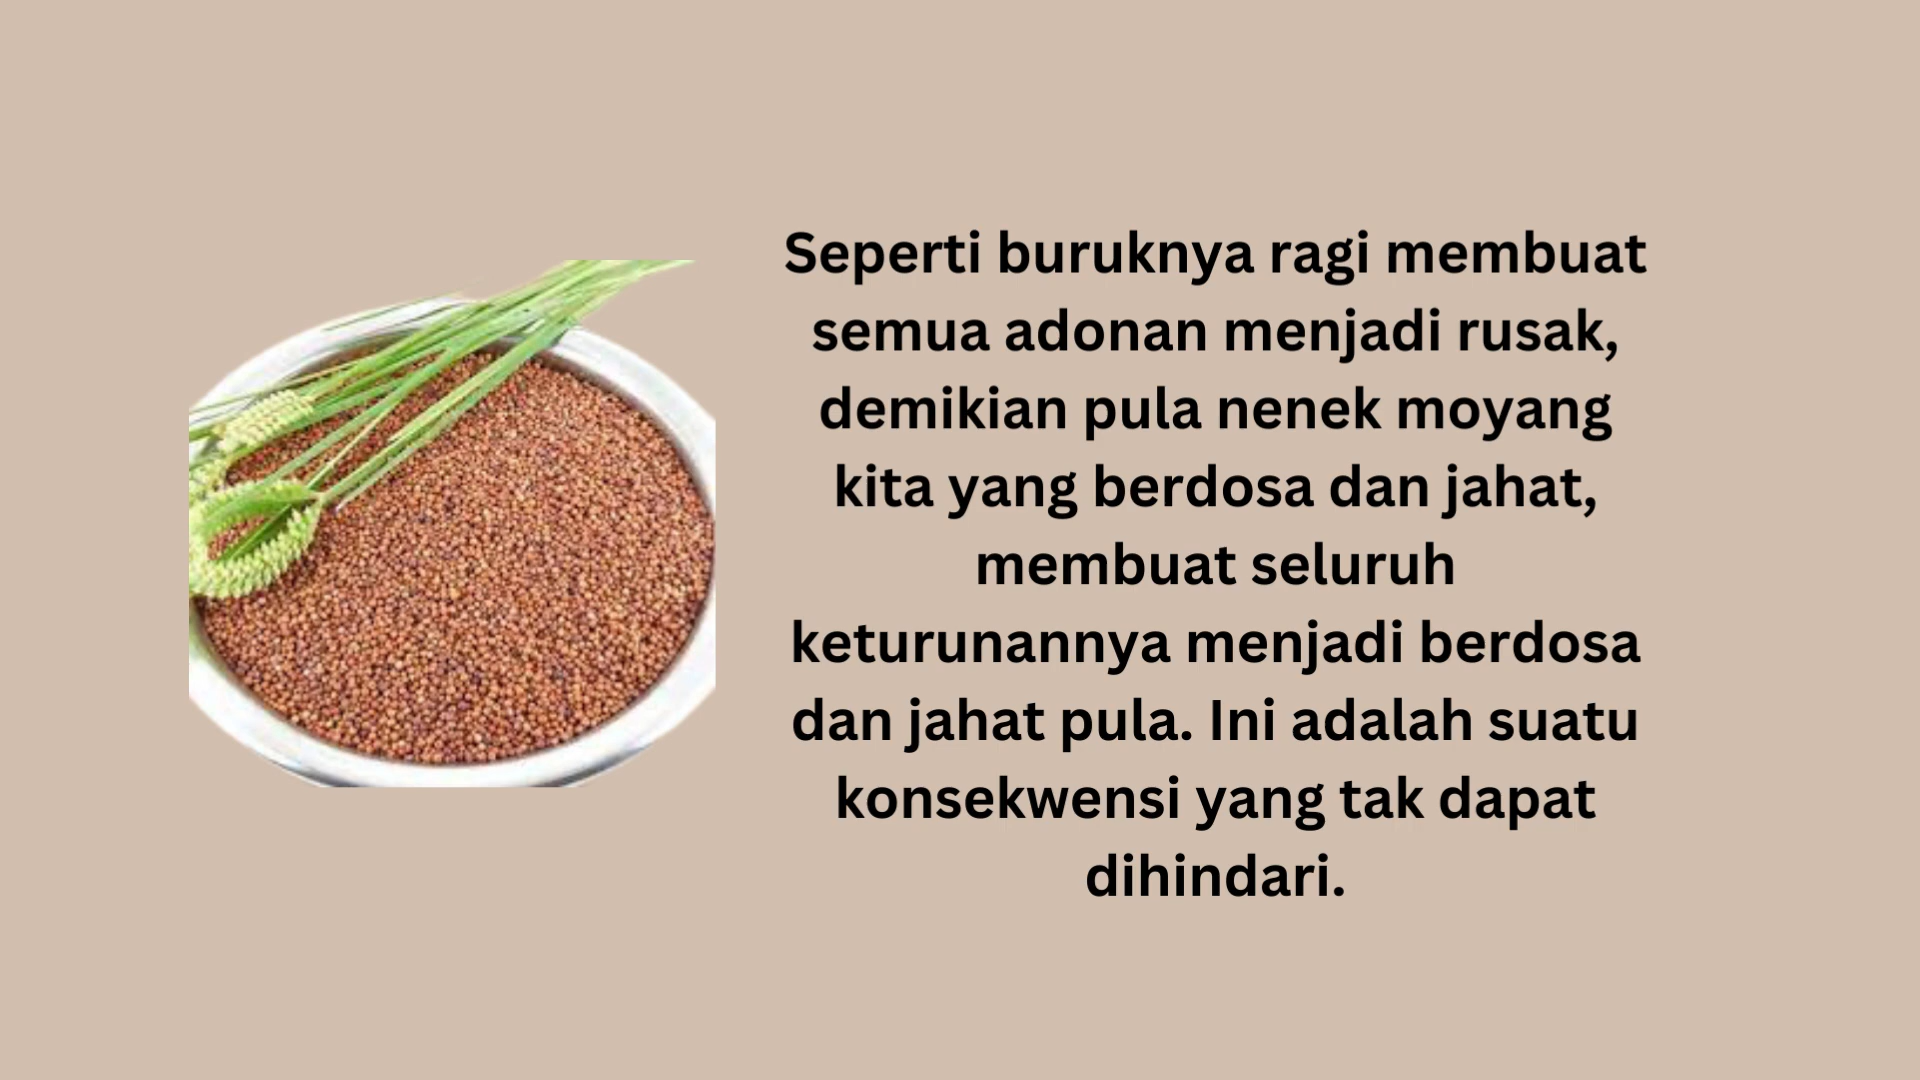 Seperti buruknya ragi membuat
semua adonan menjadi rusak,
demikian pula nenek moyang
kita yang berdosa dan jahat,
membuat seluruh
keturunannya menjadi berdosa
dan jahat pula. Ini adalah suatu
konsekwensi yang tak dapat
dihindari.